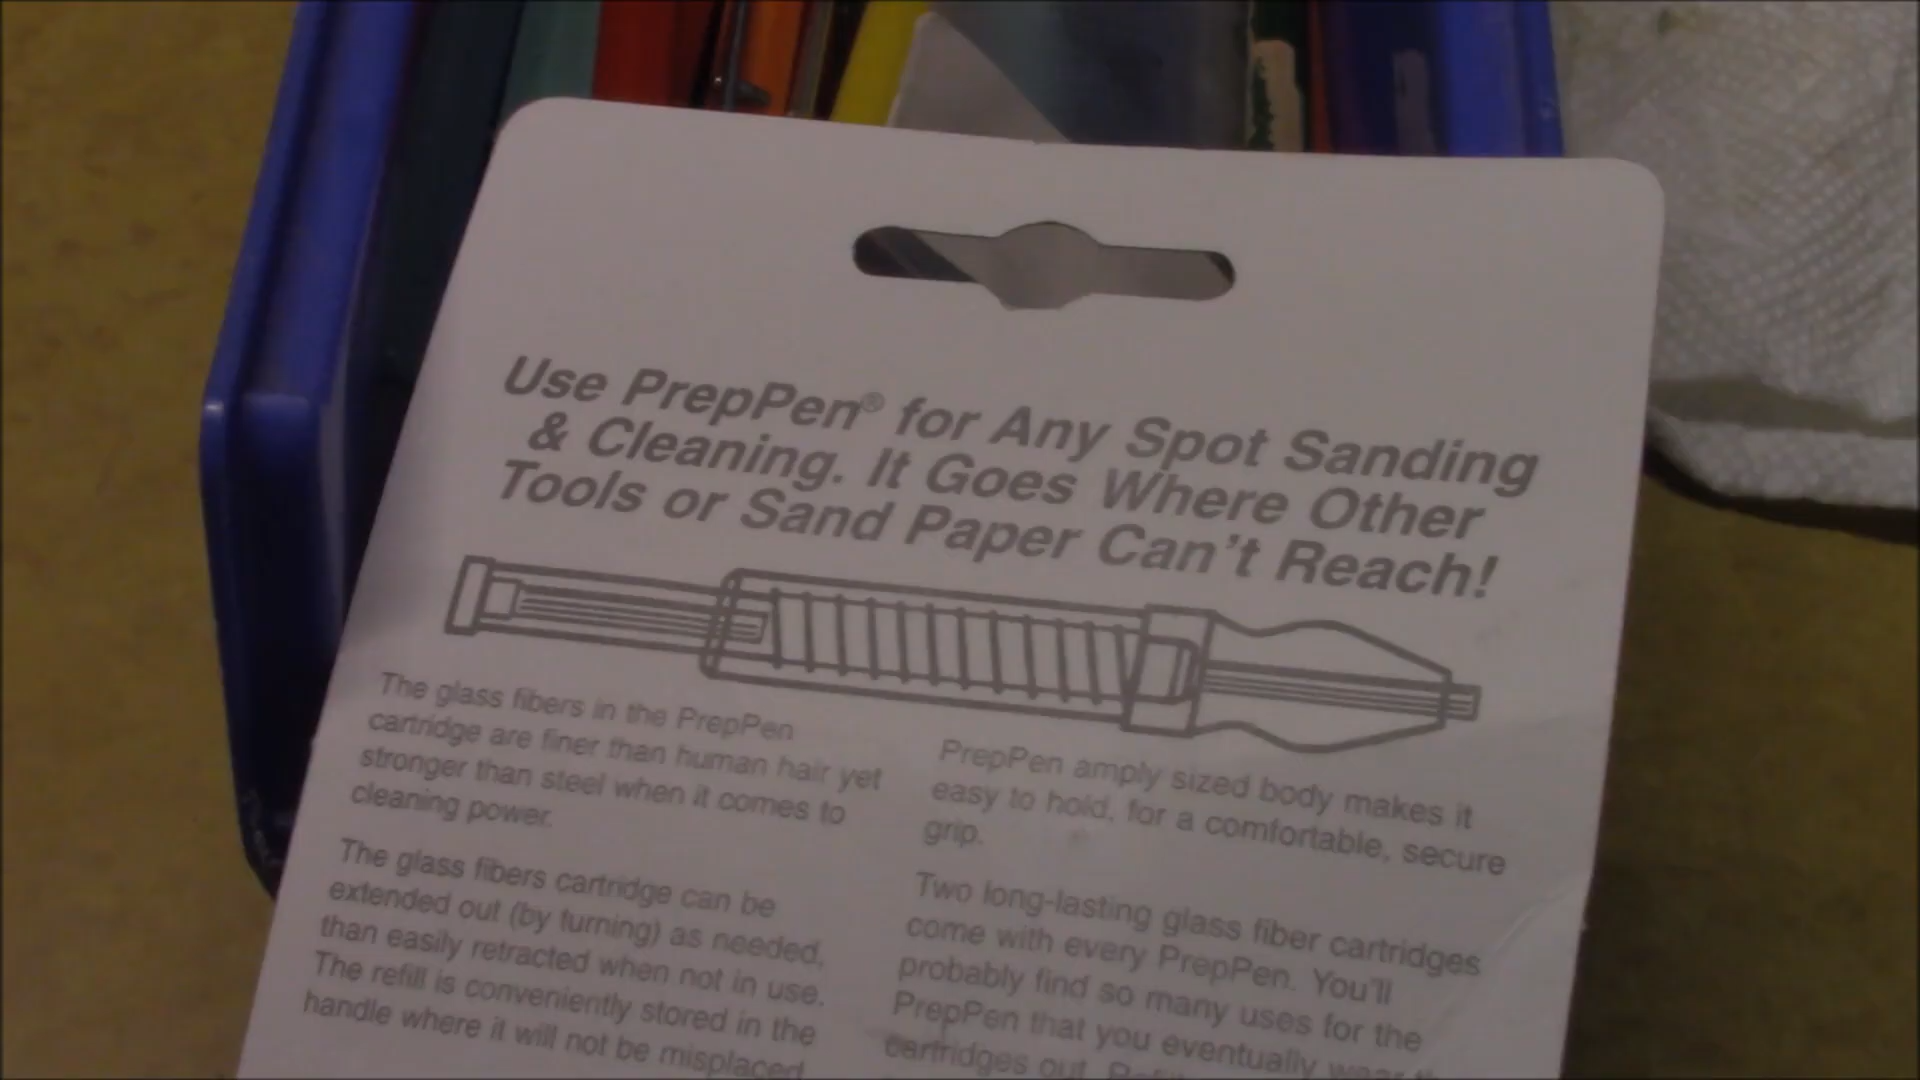 Use PrepPen® for Any Spot Sanding
& Cleaning. It Goes Where Other
Tools or Sand Paper Can't Reach!
The glass fibers in the PrepPen
cartridge are finer than human hair yet
stronger than steel when it comes to
cleaning power.
The glass fibers cartridge can be
extended out (by turning) as needed,
than easily retracted when not in use.
The refill is conveniently stored in the
handle where it will not be misplaced
PrepPen amply sized body makes it
easy to hold, for a comfortable, secure
grip.
Two long-lasting glass fiber cartridges
come with every PrepPen. You'll
probably find so many uses for the
PrepPen that you eventually wear
cartridges out.